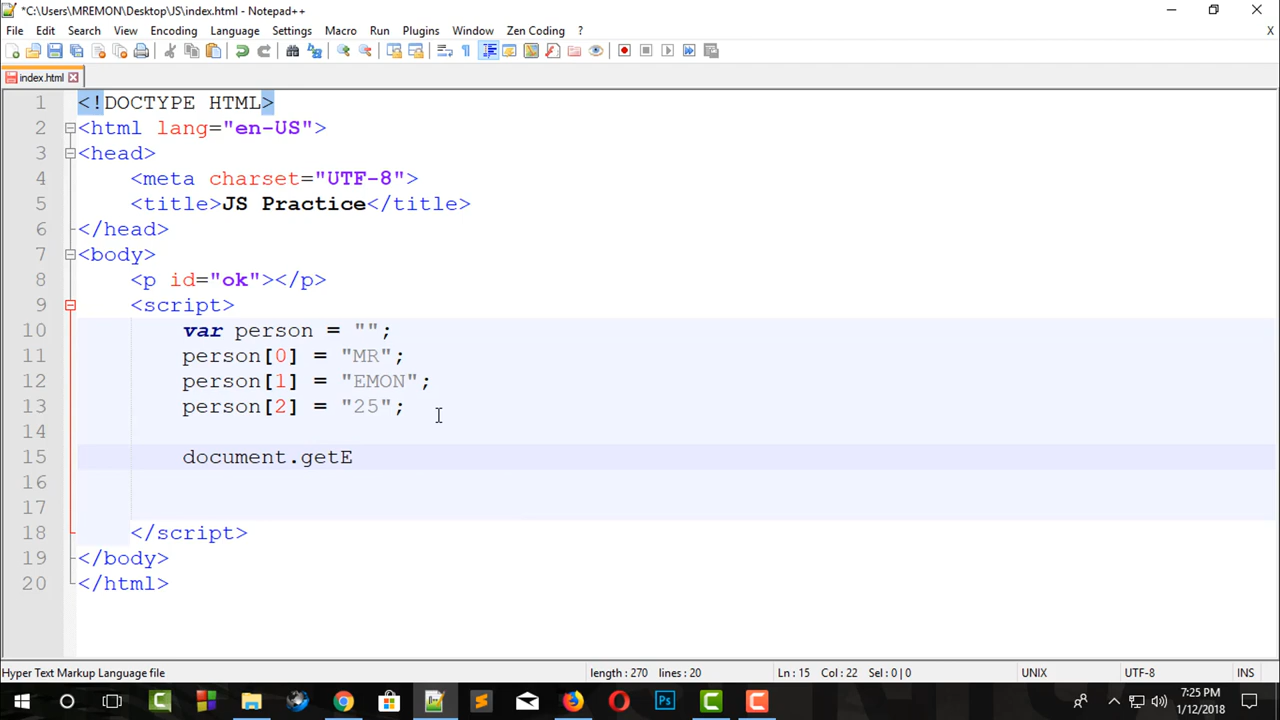 *C:\Users\MREMON\Desktop\JS\index.html - Notepad++
File Edit Search View Encoding Language Settings Macro Run Plugins Window Zen Coding ? X
index.html
1 <!DOCTYPE HTML>
2 <html lang="en-US">
3 <head>
4 <meta charset="UTF-8">
5 <title>JS Practice</title>
6 </head>
7 <body>
8 <p id="ok"></p>
9 <script>
10 var person = "";
11 person[0] = "MR";
12 person[1] = "EMON";
13 person[2] = "25";
14
15 document.getE
16
17
18 </script>
19 </body>
20 </html>
Hyper Text Markup Language file length : 270 lines : 20 Ln : 15 Col : 22 Sel : 0 | 0 UNIX UTF-8 INS
7:25 PM
1/12/2018